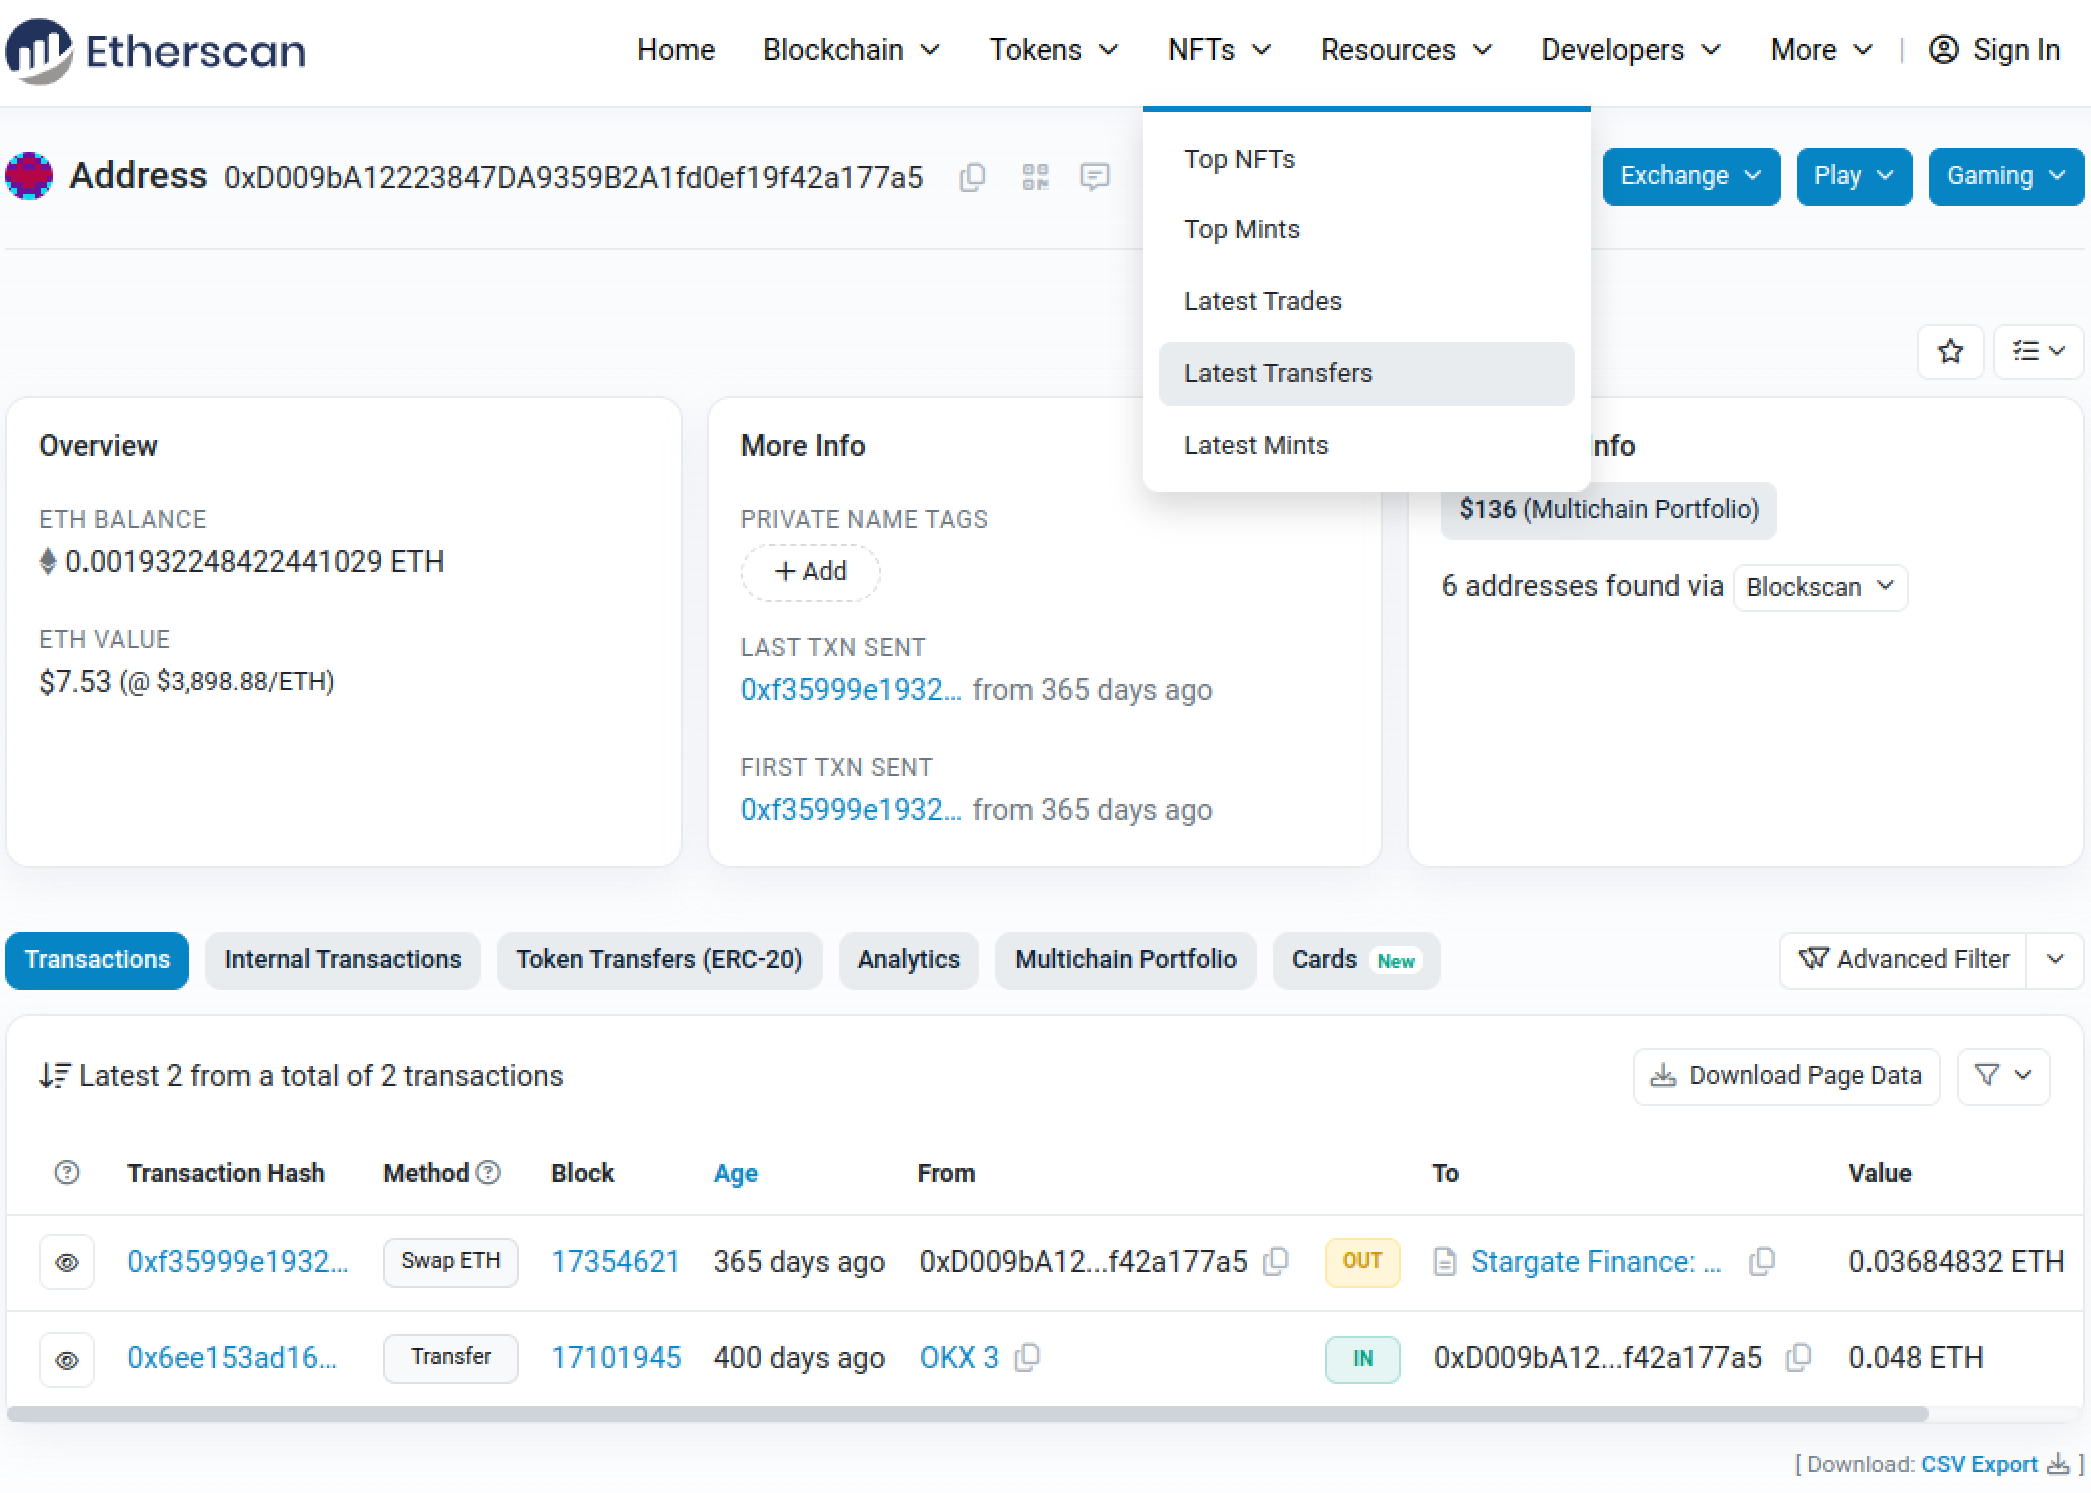 Etherscan
Home Blockchain Tokens NFTs Resources Developers More | Sign In
Address 0xD009bA12223847DA9359B2A1fd0ef19f42a177a5
Exchange Play Gaming
Top NFTs
Top Mints
Latest Trades
Latest Transfers
Latest Mints
Overview
ETH BALANCE
0.001932248422441029 ETH
ETH VALUE
$7.53 (@ $3,898.88/ETH)
More Info
PRIVATE NAME TAGS
+ Add
LAST TXN SENT
0xf35999e1932... from 365 days ago
FIRST TXN SENT
0xf35999e1932... from 365 days ago
nfo
$136 (Multichain Portfolio)
6 addresses found via Blockscan
Transactions Internal Transactions Token Transfers (ERC-20) Analytics Multichain Portfolio Cards New Advanced Filter
Latest 2 from a total of 2 transactions Download Page Data
Transaction Hash Method Block Age From To Value
0xf35999e1932... Swap ETH 17354621 365 days ago 0xD009bA12...f42a177a5 OUT Stargate Finance: ... 0.03684832 ETH
0x6ee153ad16... Transfer 17101945 400 days ago OKX 3 IN 0xD009bA12...f42a177a5 0.048 ETH
[ Download: CSV Export ]